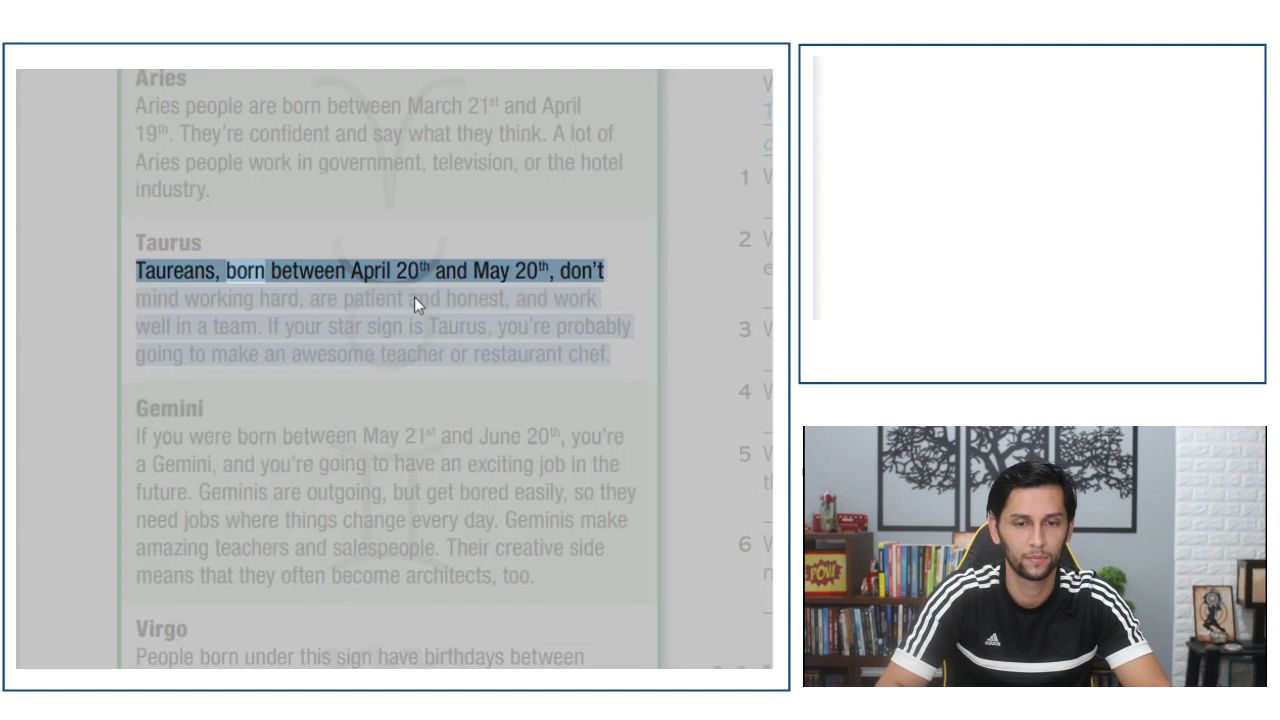 Aries
Aries people are born between March 21st and April
19th. They're confident and say what they think. A lot of
Aries people work in government, television, or the hotel
industry.
Taurus
Taureans, born between April 20th and May 20th, don't
mind working hard, are patient and honest, and work
well in a team. If your star sign is Taurus, you're probably
going to make an awesome teacher or restaurant chef.
Gemini
If you were born between May 21st and June 20th, you're
a Gemini, and you're going to have an exciting job in the
future. Geminis are outgoing, but get bored easily, so they
need jobs where things change every day. Geminis make
amazing teachers and salespeople. Their creative side
means that they often become architects, too.
Virgo
People born under this sign have birthdays between
1
2
3
4
5
6
POW!
adidas